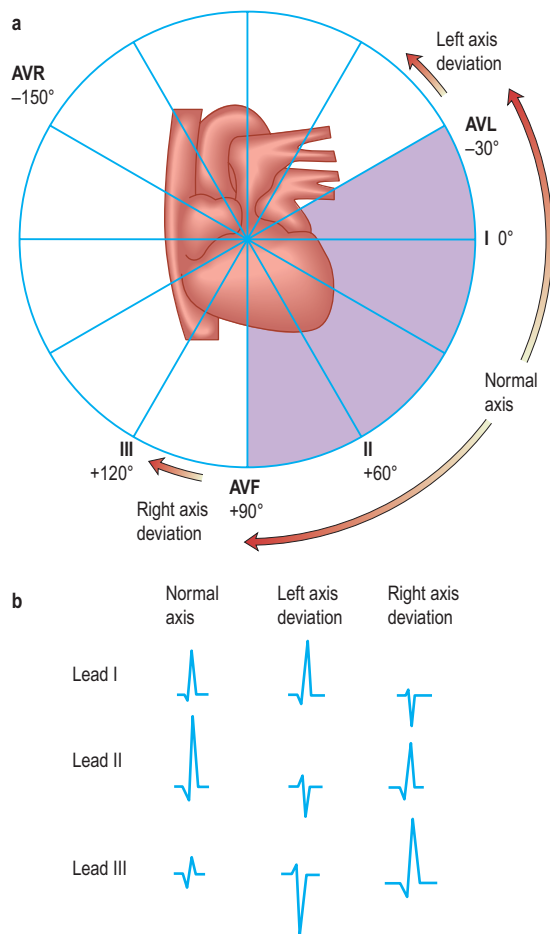 a
Left axis
deviation
AVR
–150°
AVL
–30°
I 0°
Normal
axis
II
+60°
III
+120°
AVF
+90°
Right axis
deviation
b
Normal
axis
Left axis
deviation
Right axis
deviation
Lead I
Lead II
Lead III